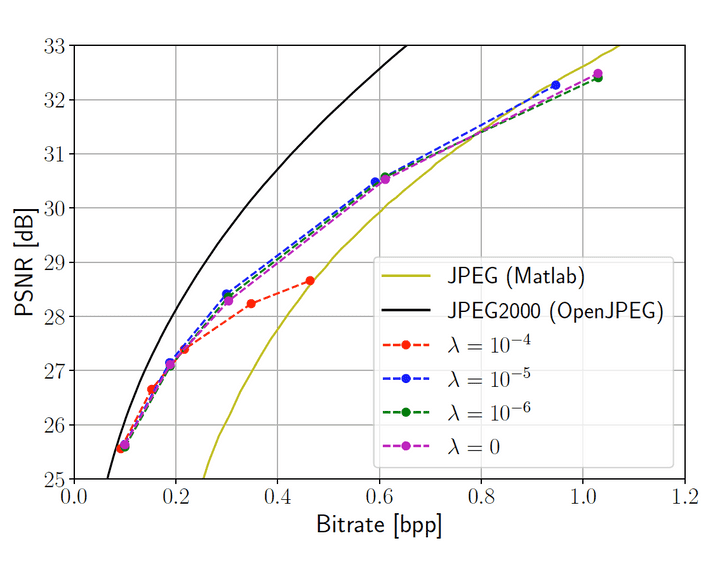 33
32
31
30
29
28
27
26
25
PSNR [dB]
JPEG (Matlab)
JPEG2000 (OpenJPEG)
λ = 10⁻⁴
λ = 10⁻⁵
λ = 10⁻⁶
λ = 0
0.0 0.2 0.4 0.6 0.8 1.0 1.2
Bitrate [bpp]